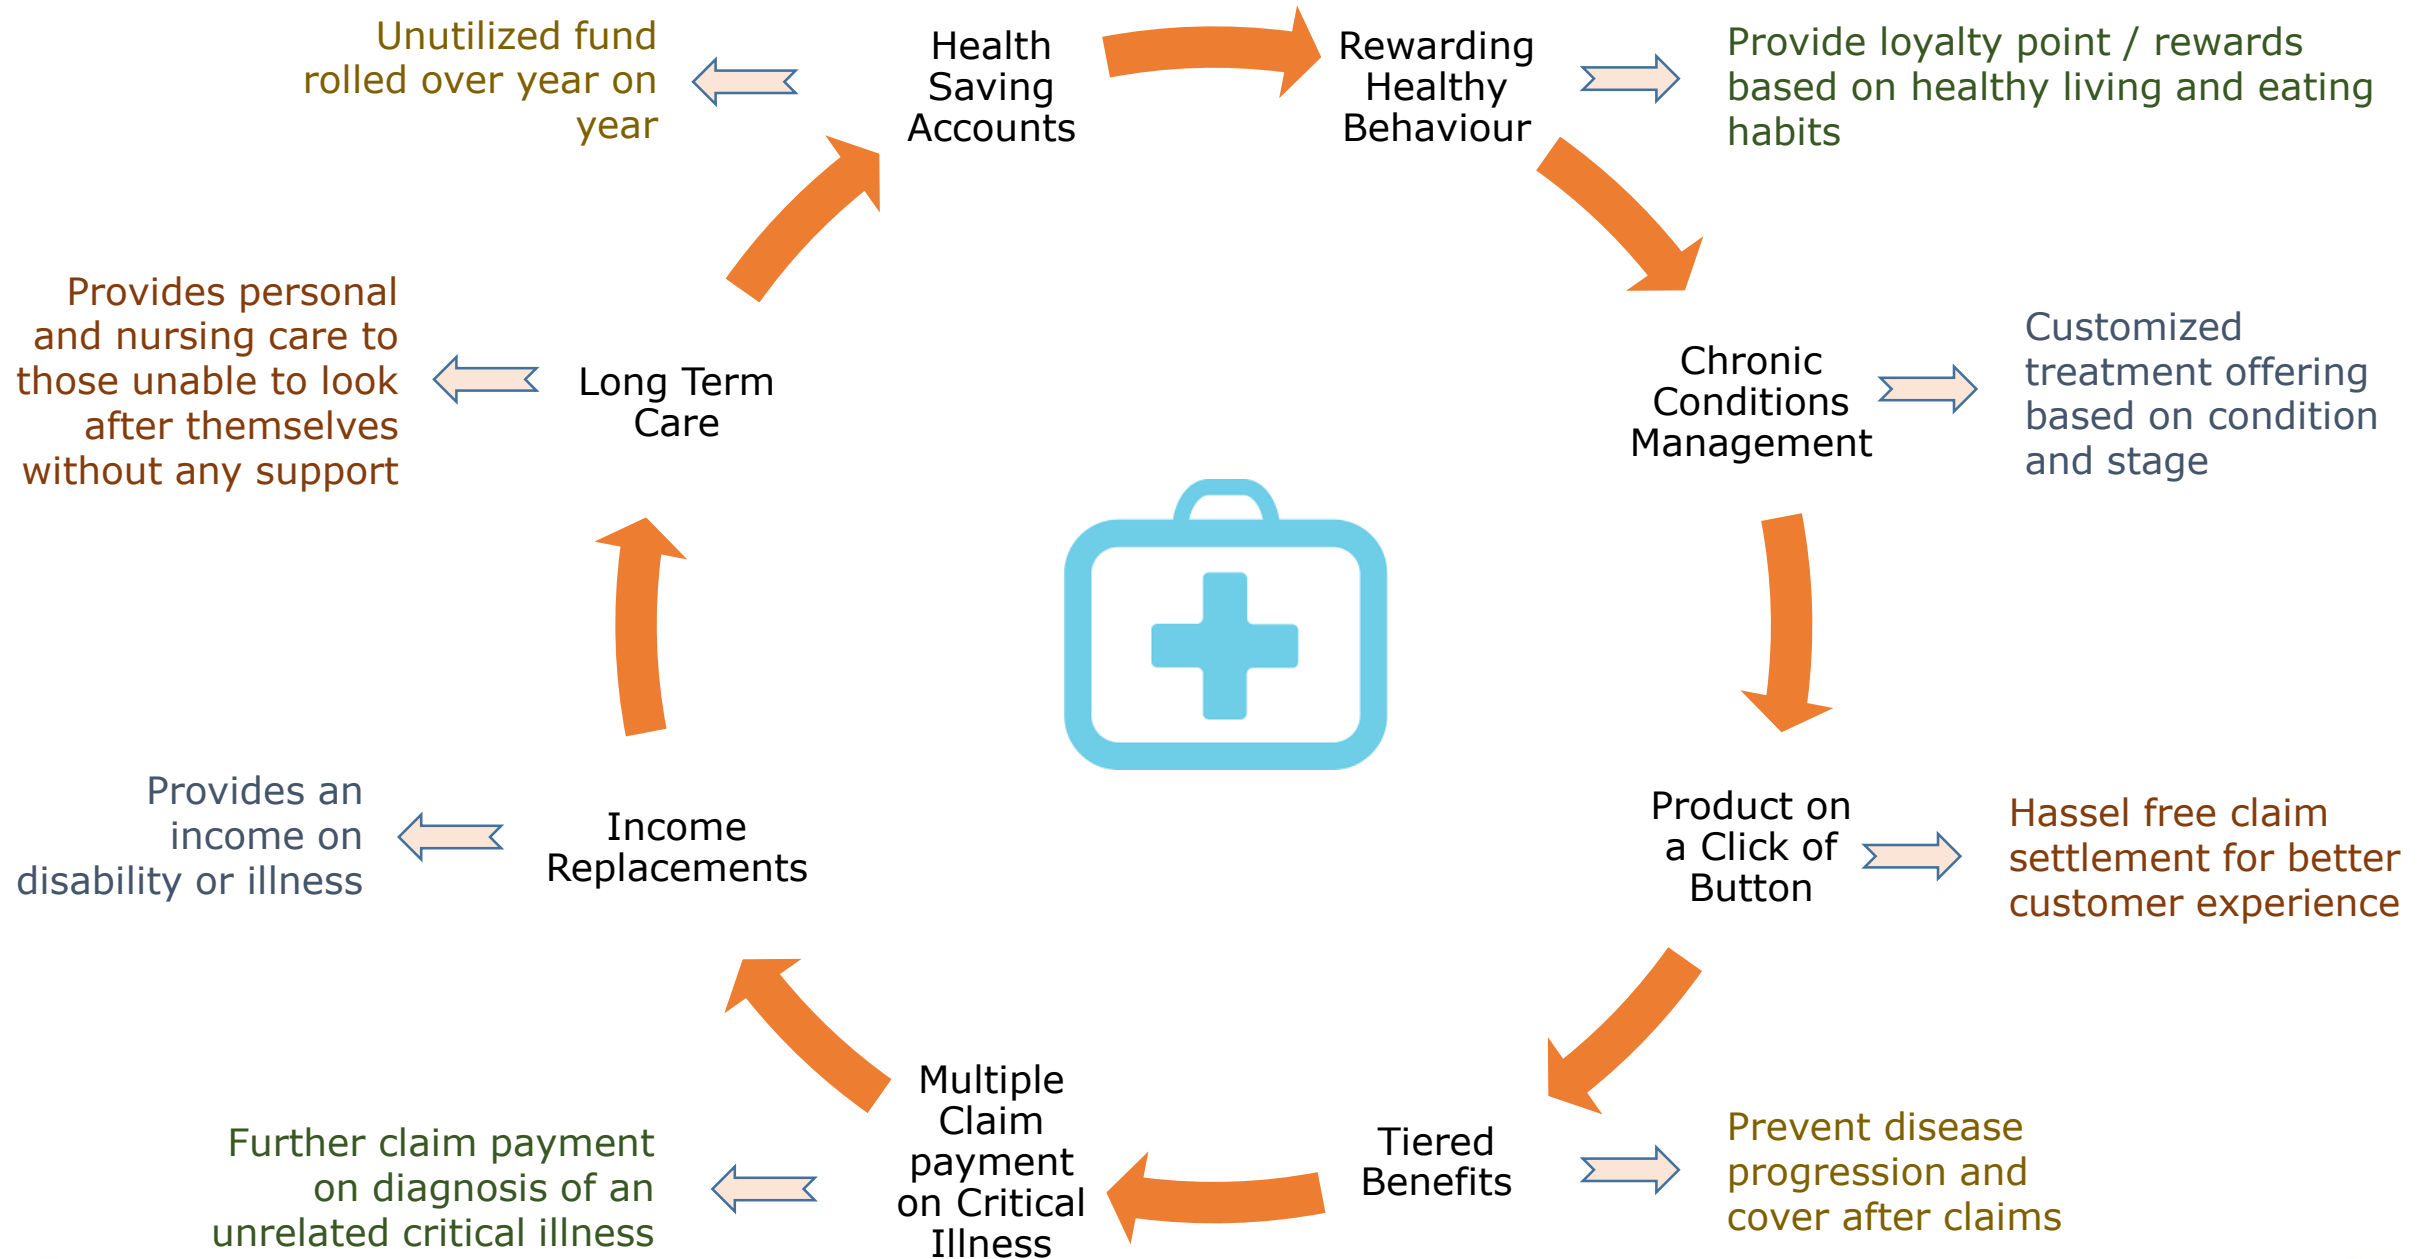 Unutilized fund
rolled over year on
year
Health
Saving
Accounts
Rewarding
Healthy
Behaviour
Provide loyalty point / rewards
based on healthy living and eating
habits
Provides personal
and nursing care to
those unable to look
after themselves
without any support
Long Term
Care
Chronic
Conditions
Management
Customized
treatment offering
based on condition
and stage
Provides an
income on
disability or illness
Income
Replacements
Product on
a Click of
Button
Hassel free claim
settlement for better
customer experience
Further claim payment
on diagnosis of an
unrelated critical illness
Multiple
Claim
payment
on Critical
Illness
Tiered
Benefits
Prevent disease
progression and
cover after claims